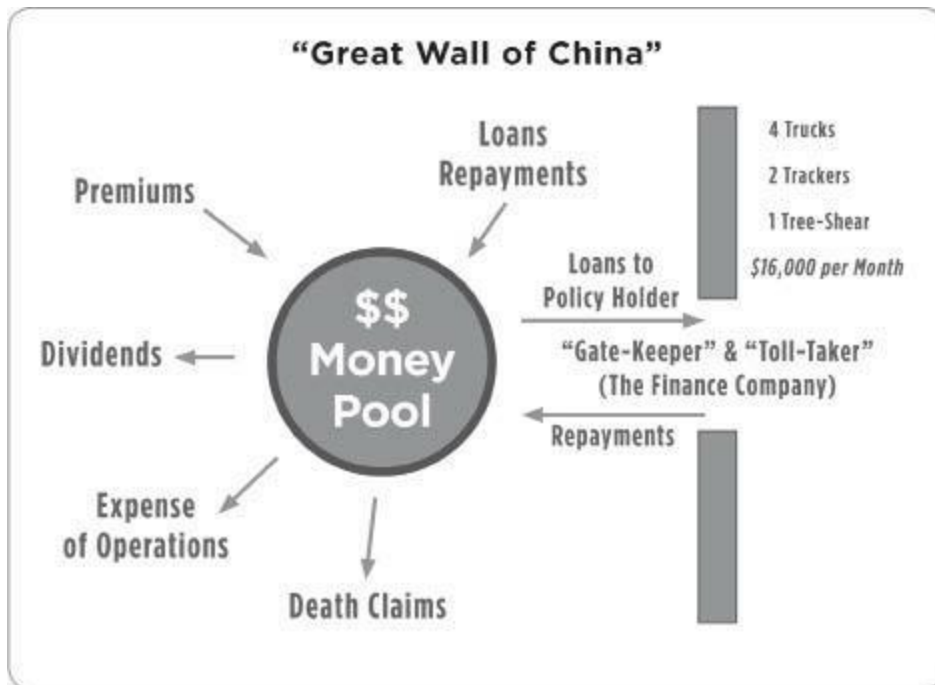 “Great Wall of China”
Loans
Repayments
Premiums
4 Trucks
2 Trackers
1 Tree-Shear
$16,000 per Month
Loans to
Policy Holder
$$
Money
Pool
Dividends
“Gate-Keeper” & “Toll-Taker”
(The Finance Company)
Repayments
Expense
of Operations
Death Claims